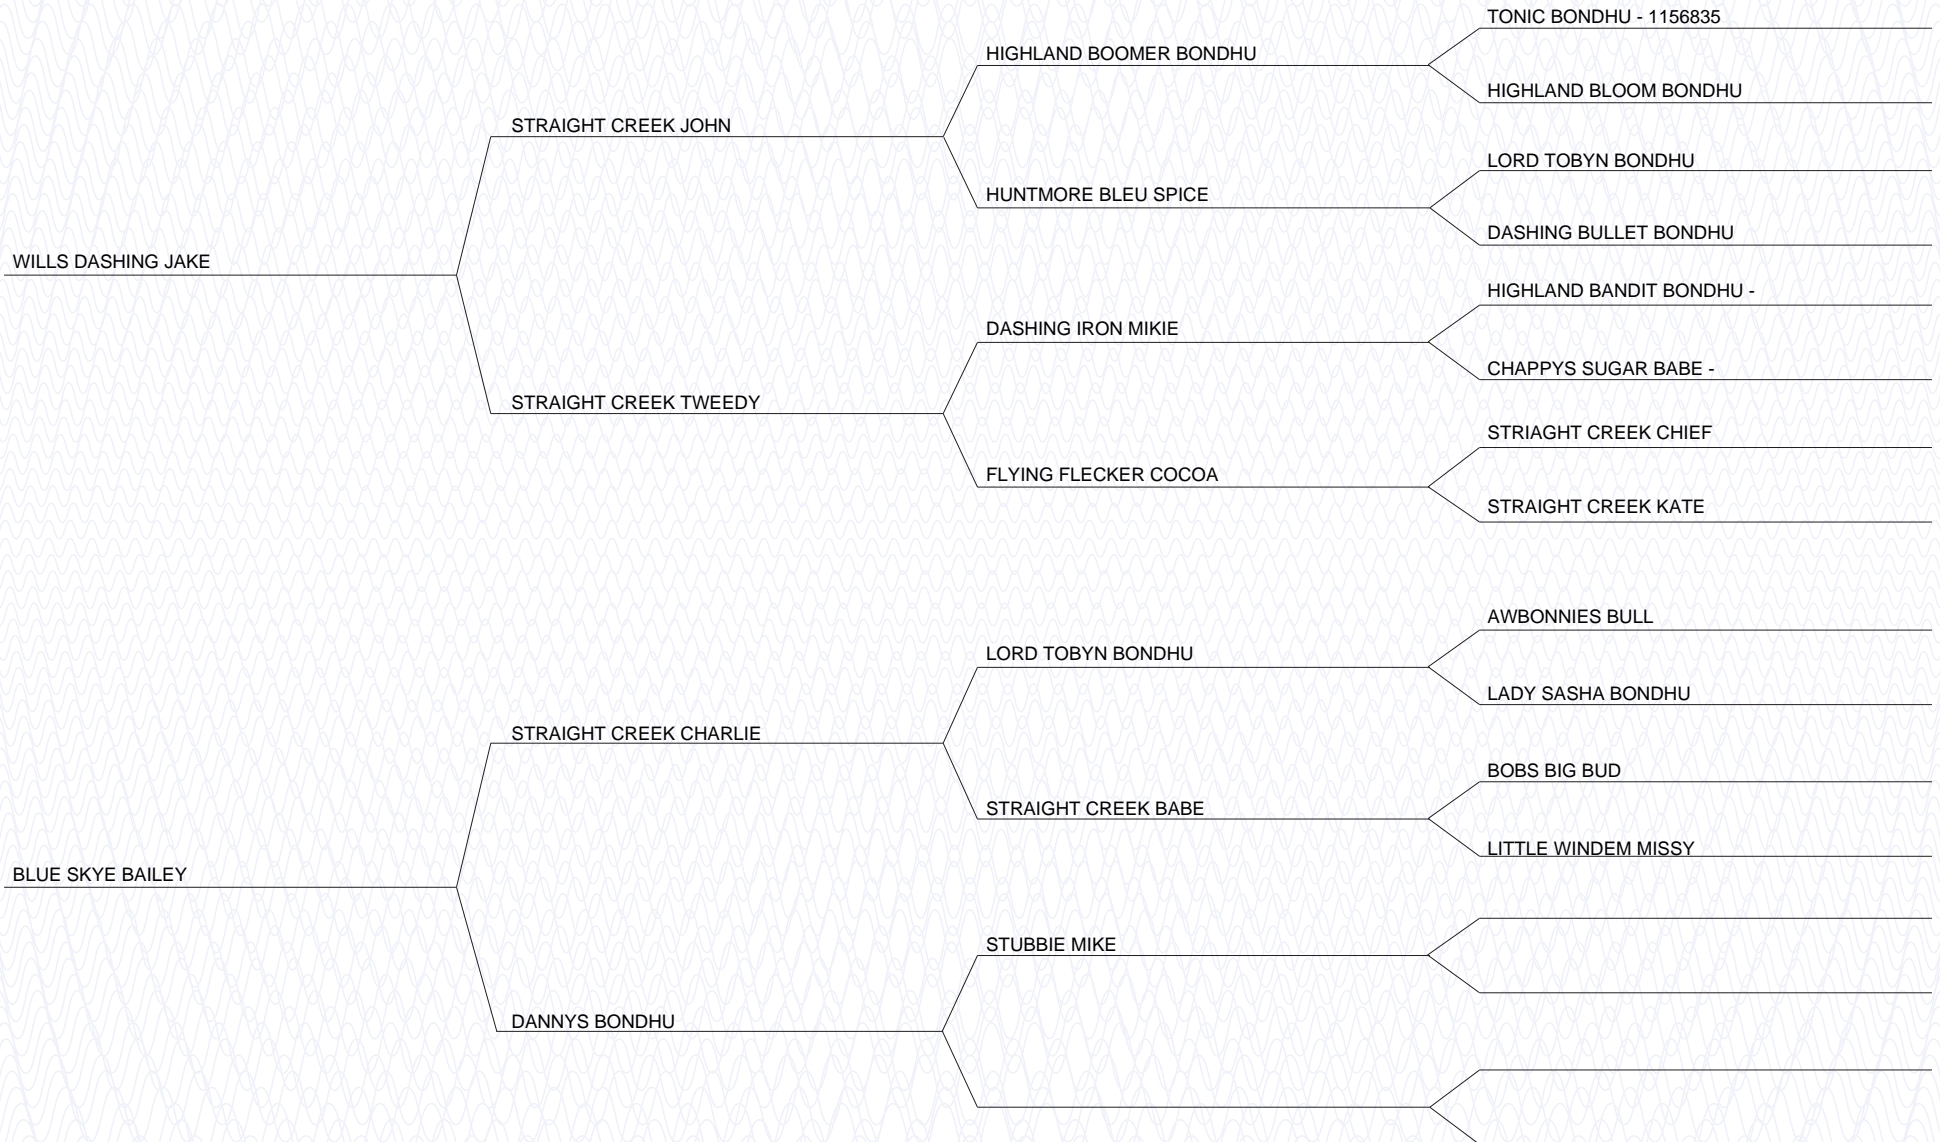 TONIC BONDHU - 1156835
HIGHLAND BOOMER BONDHU
HIGHLAND BLOOM BONDHU
STRAIGHT CREEK JOHN
LORD TOBYN BONDHU
HUNTMORE BLEU SPICE
DASHING BULLET BONDHU
WILLS DASHING JAKE
HIGHLAND BANDIT BONDHU -
DASHING IRON MIKIE
CHAPPYS SUGAR BABE -
STRAIGHT CREEK TWEEDY
STRIAGHT CREEK CHIEF
FLYING FLECKER COCOA
STRAIGHT CREEK KATE
AWBONNIES BULL
LORD TOBYN BONDHU
LADY SASHA BONDHU
STRAIGHT CREEK CHARLIE
BOBS BIG BUD
STRAIGHT CREEK BABE
LITTLE WINDEM MISSY
BLUE SKYE BAILEY
STUBBIE MIKE
DANNYS BONDHU